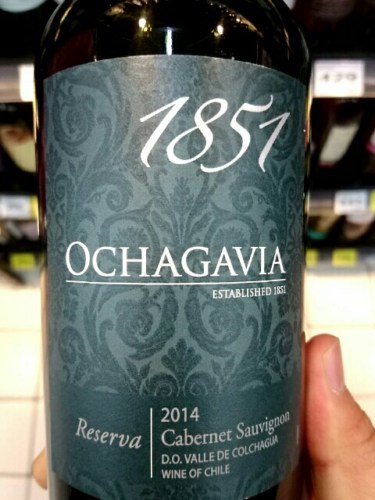 1851
OCHAGAVIA
ESTABLISHED 1851
Reserva
2014
Cabernet Sauvignon
D.O. VALLE DE COLCHAGUA
WINE OF CHILE